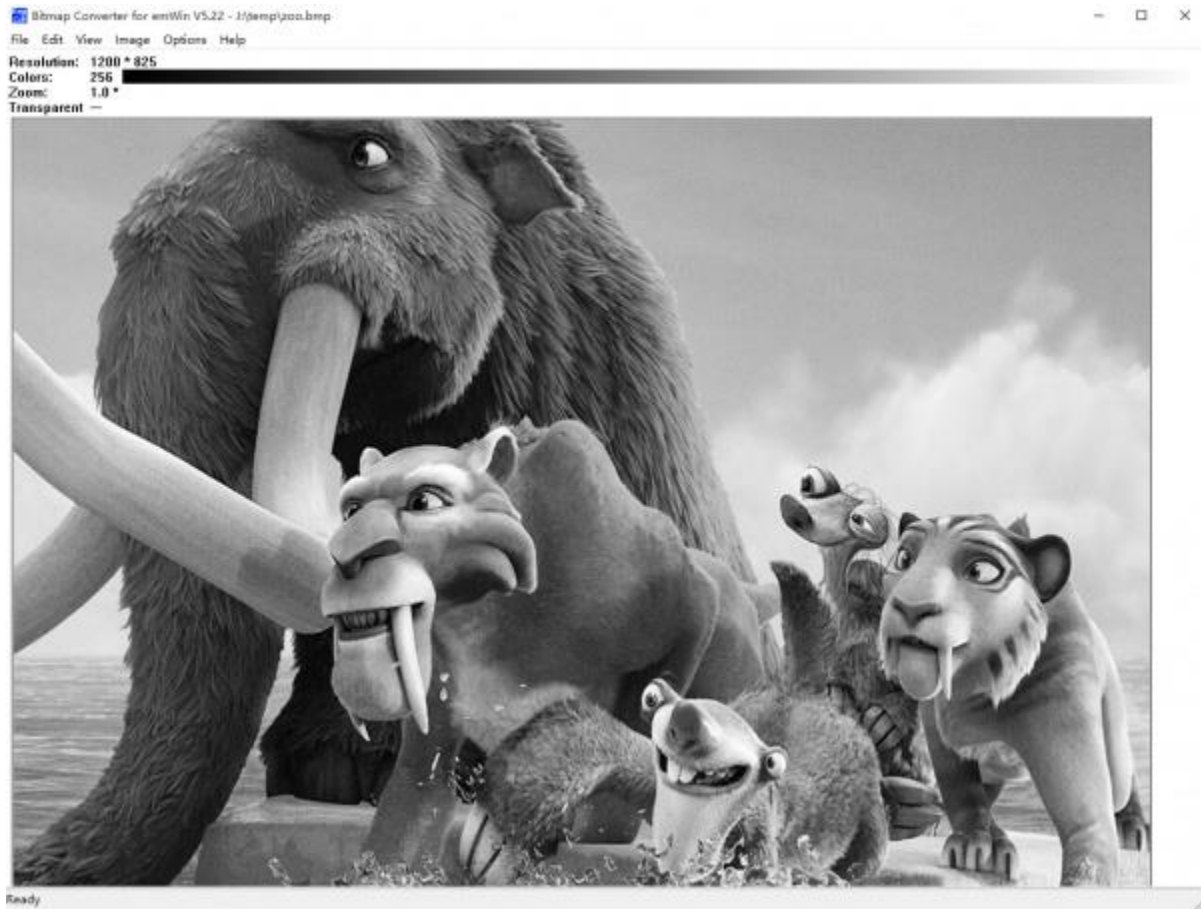 Bitmap Converter for emWin V5.22 - J:\temp\zoo.bmp
File Edit View Image Options Help
Resolution: 1200 * 825
Colors: 256
Zoom: 1.0 *
Transparent —
Ready